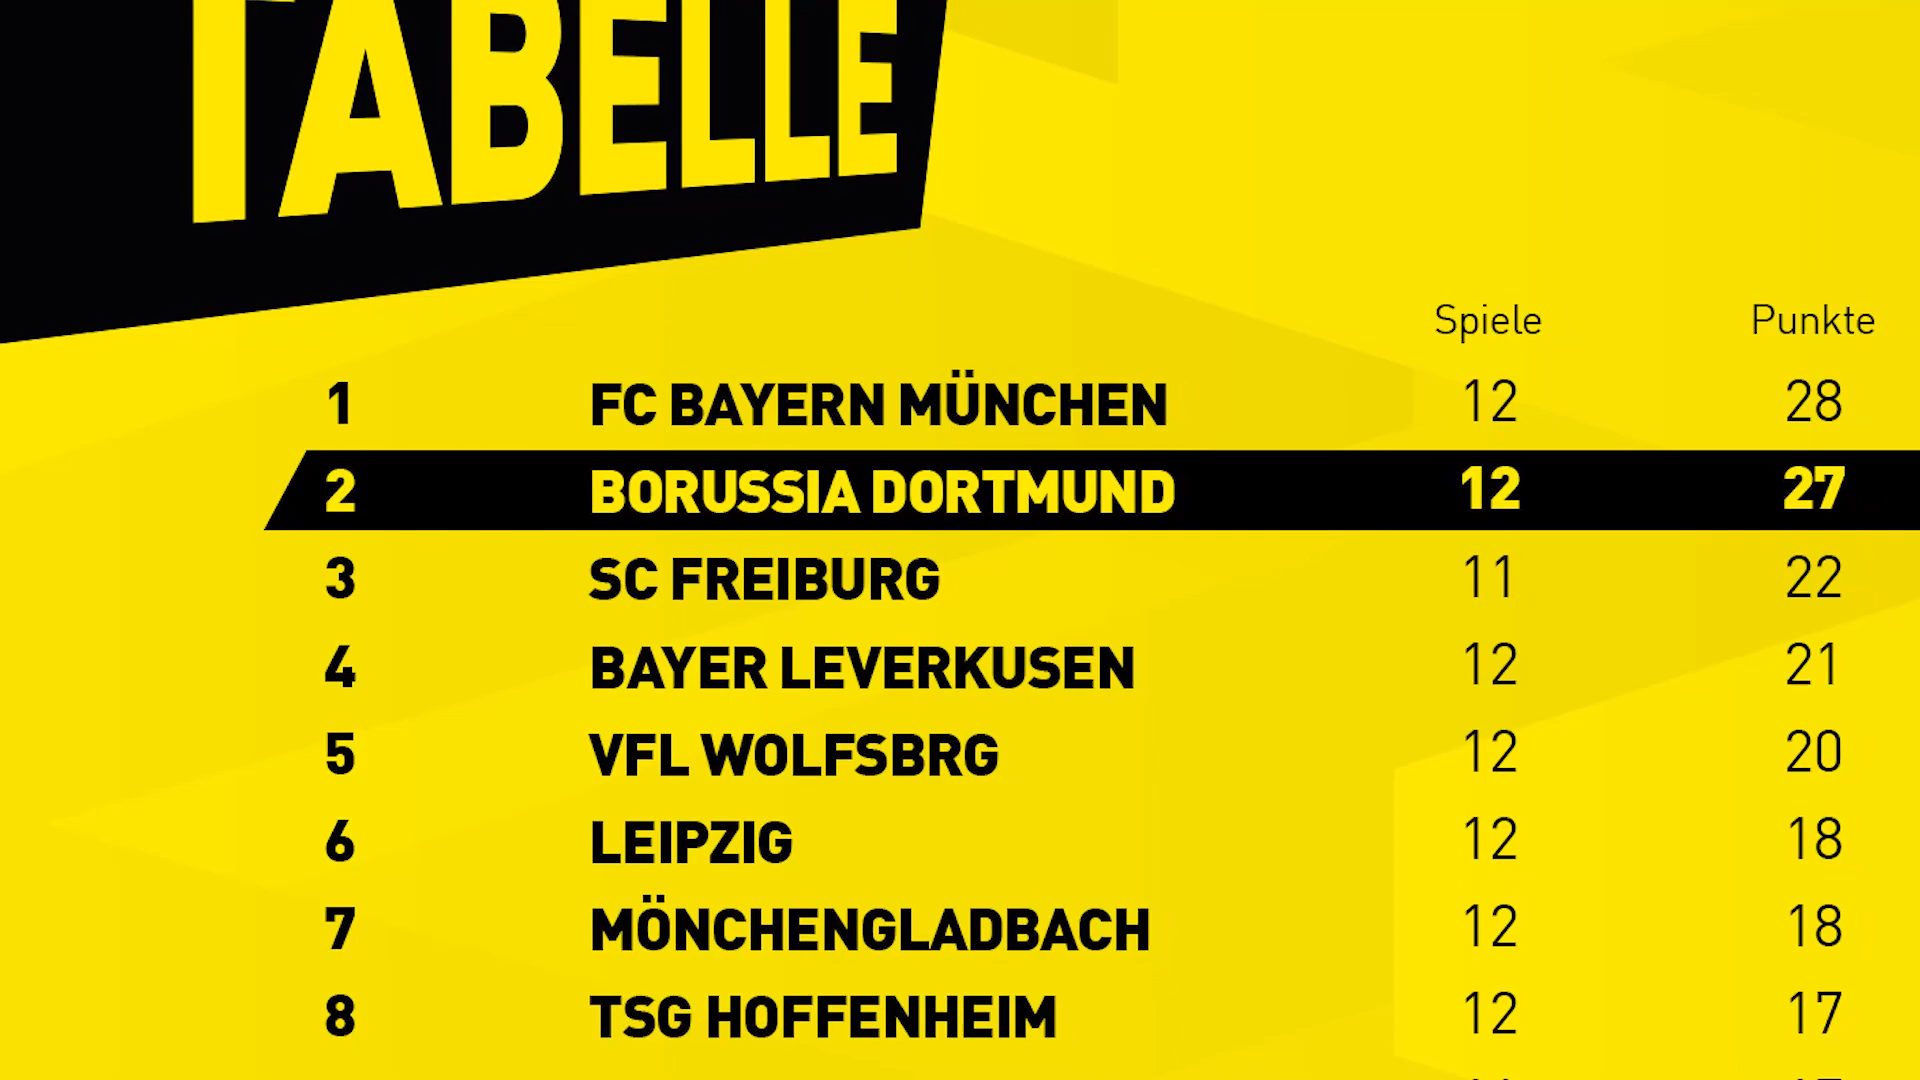 TABELLE
Spiele Punkte
1 FC BAYERN MÜNCHEN 12 28
2 BORUSSIA DORTMUND 12 27
3 SC FREIBURG 11 22
4 BAYER LEVERKUSEN 12 21
5 VFL WOLFSBRG 12 20
6 LEIPZIG 12 18
7 MÖNCHENGLADBACH 12 18
8 TSG HOFFENHEIM 12 17